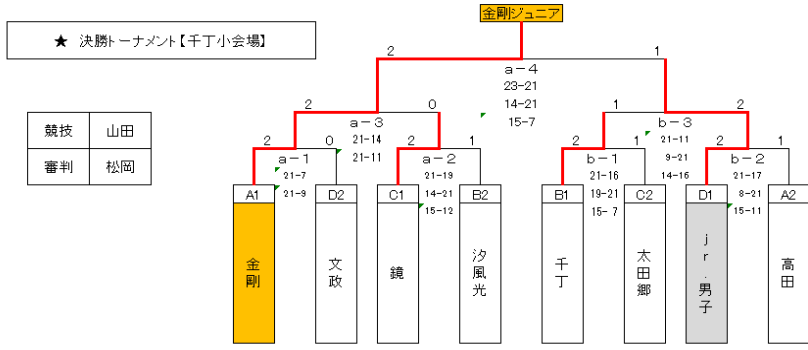 金剛ジュニア
★ 決勝トーナメント【千丁小会場】
2 1
a-4
23-21
14-21
15-7
競技 山田
審判 松岡
2 0 1 2
a-3
21-14
21-11
b-3
21-11
9-21
14-16
2 0 2 1 2 1 2 1
a-1
21-7
21-9
a-2
21-19
14-21
15-12
b-1
21-16
19-21
15- 7
b-2
21-17
8-21
15-11
A1 D2 C1 B2 B1 C2 D1 A2
金剛
文政
鏡
汐風光
千丁
太田郷
jr.男子
高田